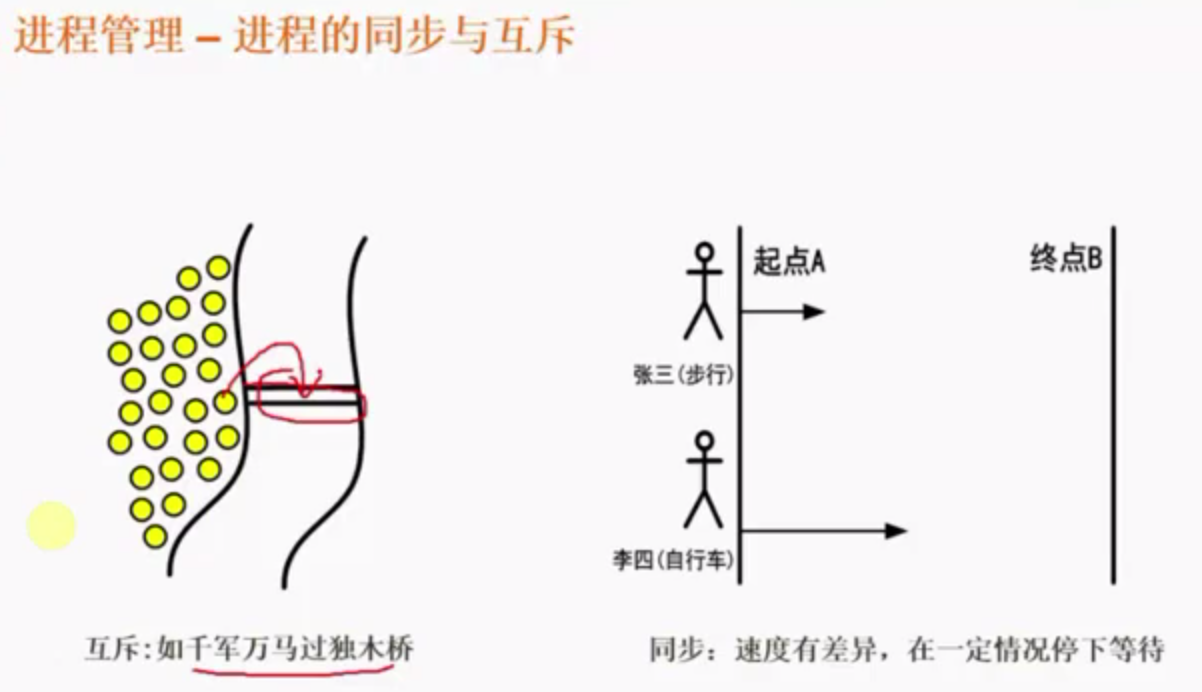 进程管理 – 进程的同步与互斥
起点A
终点B
张三(步行)
李四(自行车)
互斥:如千军万马过独木桥
同步：速度有差异，在一定情况停下等待